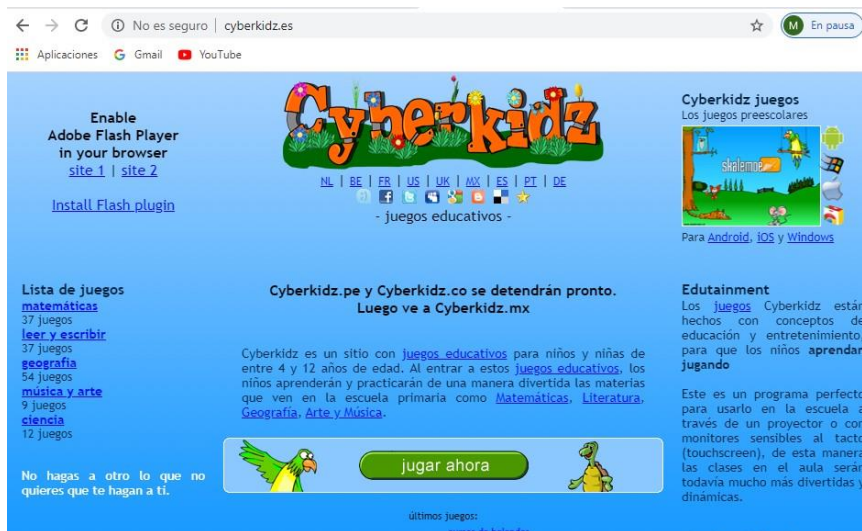 No es seguro | cyberkidz.es
M En pausa
Aplicaciones Gmail YouTube
Enable
Adobe Flash Player
in your browser
site 1 | site 2
Install Flash plugin
Cyberkidz
NL | BE | FR | US | UK | MX | ES | PT | DE
- juegos educativos -
Cyberkidz juegos
Los juegos preescolares
skalemoe
Para Android, iOS y Windows
Lista de juegos
matemáticas
37 juegos
leer y escribir
37 juegos
geografía
54 juegos
música y arte
9 juegos
ciencia
12 juegos
No hagas a otro lo que no
quieres que te hagan a ti.
Cyberkidz.pe y Cyberkidz.co se detendrán pronto.
Luego ve a Cyberkidz.mx
Cyberkidz es un sitio con juegos educativos para niños y niñas de
entre 4 y 12 años de edad. Al entrar a estos juegos educativos, los
niños aprenderán y practicarán de una manera divertida las materias
que ven en la escuela primaria como Matemáticas, Literatura,
Geografía, Arte y Música.
jugar ahora
últimos juegos:
Edutainment
Los juegos Cyberkidz están
hechos con conceptos de
educación y entretenimiento,
para que los niños aprendan
jugando
Este es un programa perfecto
para usarlo en la escuela a
través de un proyector o con
monitores sensibles al tacto
(touchscreen), de esta manera
las clases en el aula serán
todavía mucho más divertidas y
dinámicas.